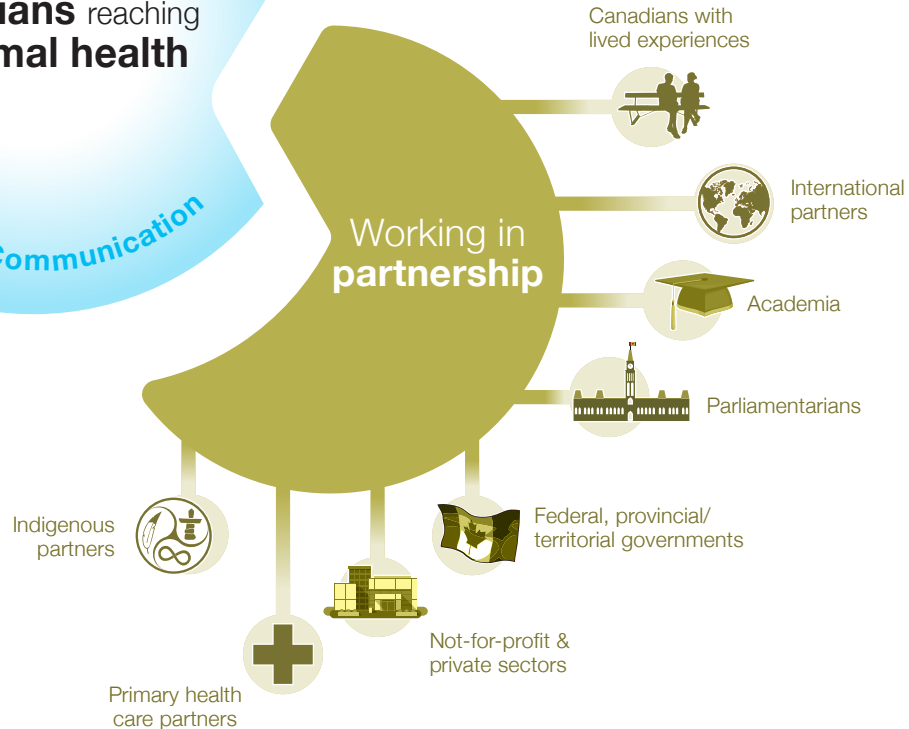 ians reaching
mal health
Communication
Working in
partnership
Canadians with
lived experiences
International
partners
Academia
Parliamentarians
Federal, provincial/
territorial governments
Not-for-profit &
private sectors
Primary health
care partners
Indigenous
partners